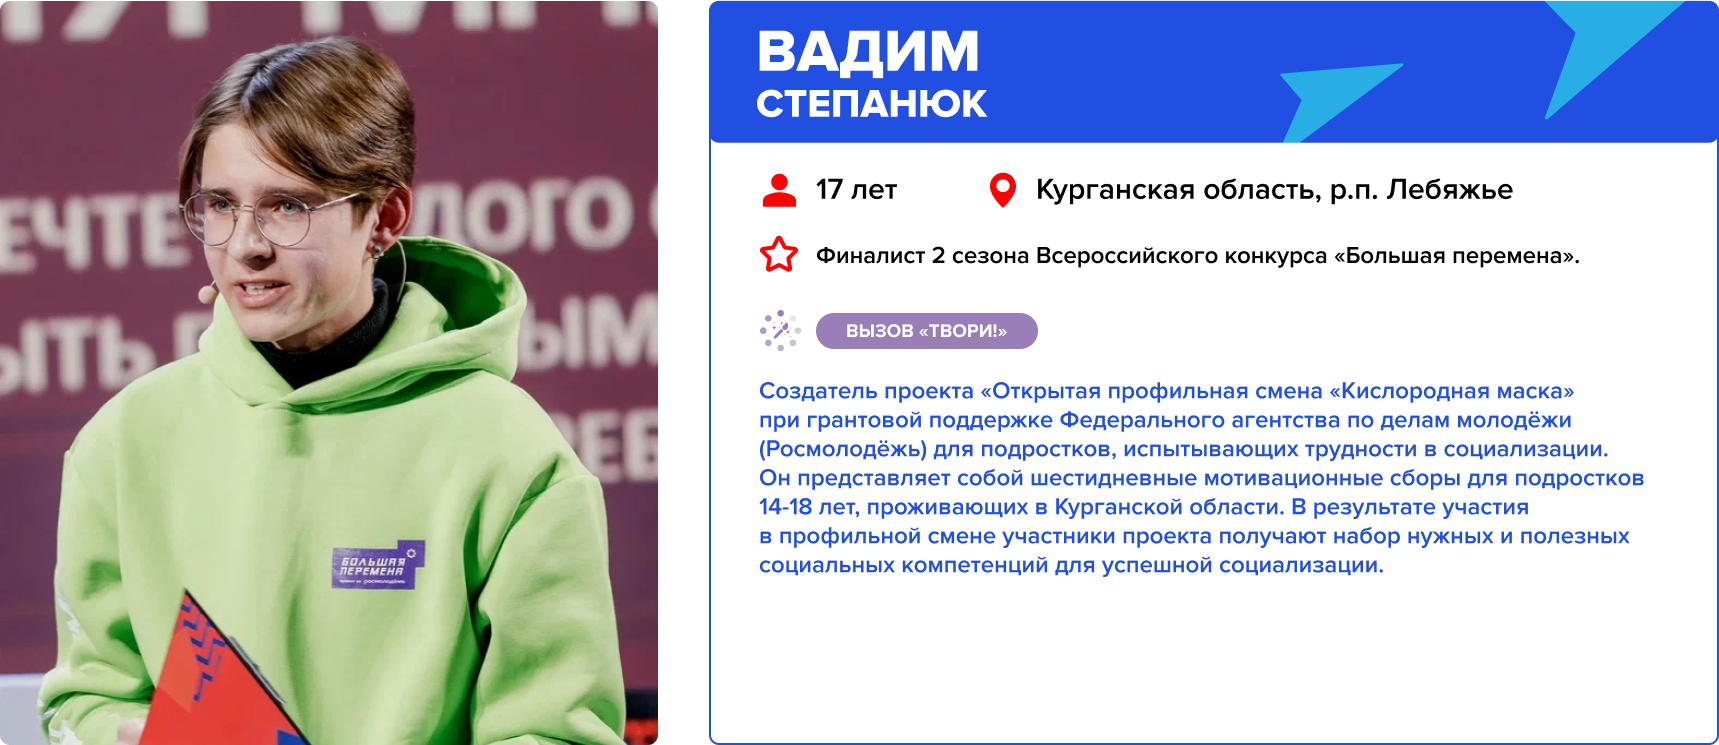 ЕЧТЕ
ДОГО
ЫТЬ
ЫМ
РЕБ
БОЛЬШАЯ
ПЕРЕМЕНА
росмолодёжь
ВАДИМ
СТЕПАНЮК
17 лет
Курганская область, р.п. Лебяжье
Финалист 2 сезона Всероссийского конкурса «Большая перемена».
ВЫЗОВ «ТВОРИ!»
Создатель проекта «Открытая профильная смена «Кислородная маска»
при грантовой поддержке Федерального агентства по делам молодёжи
(Росмолодёжь) для подростков, испытывающих трудности в социализации.
Он представляет собой шестидневные мотивационные сборы для подростков
14-18 лет, проживающих в Курганской области. В результате участия
в профильной смене участники проекта получают набор нужных и полезных
социальных компетенций для успешной социализации.